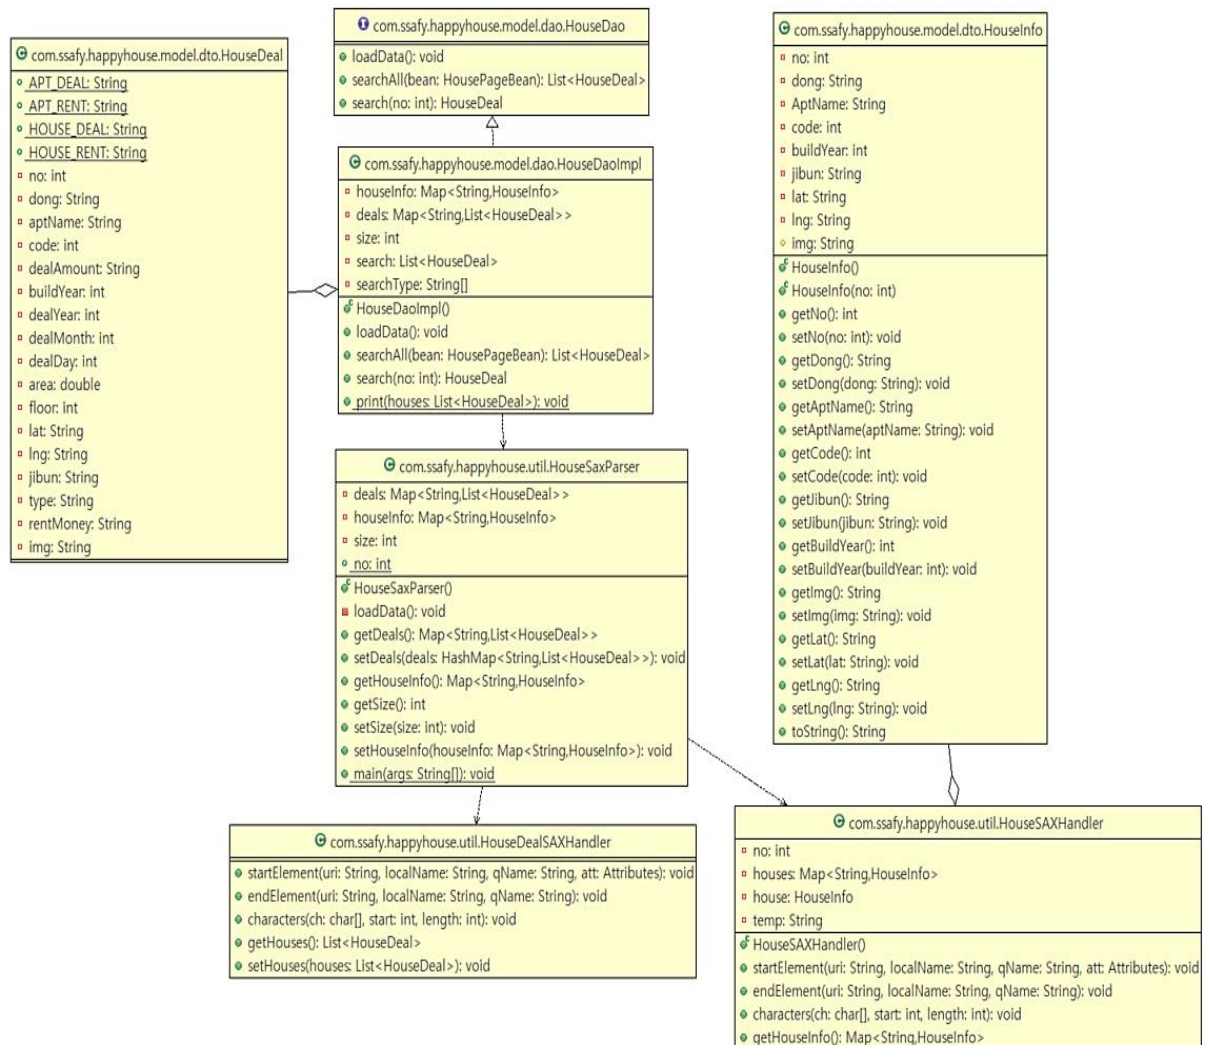 com.ssafy.happyhouse.model.dto.HouseDeal
APT_DEAL: String
APT_RENT: String
HOUSE_DEAL: String
HOUSE_RENT: String
no: int
dong: String
aptName: String
code: int
dealAmount: String
buildYear: int
dealYear: int
dealMonth: int
dealDay: int
area: double
floor: int
lat: String
lng: String
jibun: String
type: String
rentMoney: String
img: String
com.ssafy.happyhouse.model.dao.HouseDao
loadData(): void
searchAll(bean: HousePageBean): List<HouseDeal>
search(no: int): HouseDeal
com.ssafy.happyhouse.model.dao.HouseDaoImpl
houseInfo: Map<String,HouseInfo>
deals: Map<String,List<HouseDeal>>
size: int
search: List<HouseDeal>
searchType: String[]
HouseDaoImpl()
loadData(): void
searchAll(bean: HousePageBean): List<HouseDeal>
search(no: int): HouseDeal
print(houses: List<HouseDeal>): void
com.ssafy.happyhouse.util.HouseSaxParser
deals: Map<String,List<HouseDeal>>
houseInfo: Map<String,HouseInfo>
size: int
no: int
HouseSaxParser()
loadData(): void
getDeals(): Map<String,List<HouseDeal>>
setDeals(deals: HashMap<String,List<HouseDeal>>): void
getHouseInfo(): Map<String,HouseInfo>
getSize(): int
setSize(size: int): void
setHouseInfo(houseInfo: Map<String,HouseInfo>): void
main(args: String[]): void
com.ssafy.happyhouse.util.HouseDealSAXHandler
startElement(uri: String, localName: String, qName: String, att: Attributes): void
endElement(uri: String, localName: String, qName: String): void
characters(ch: char[], start: int, length: int): void
getHouses(): List<HouseDeal>
setHouses(houses: List<HouseDeal>): void
com.ssafy.happyhouse.model.dto.HouseInfo
no: int
dong: String
AptName: String
code: int
buildYear: int
jibun: String
lat: String
lng: String
img: String
HouseInfo()
HouseInfo(no: int)
getNo(): int
setNo(no: int): void
getDong(): String
setDong(dong: String): void
getAptName(): String
setAptName(aptName: String): void
getCode(): int
setCode(code: int): void
getJibun(): String
setJibun(jibun: String): void
getBuildYear(): int
setBuildYear(buildYear: int): void
getImg(): String
setImg(img: String): void
getLat(): String
setLat(lat: String): void
getLng(): String
setLng(lng: String): void
toString(): String
com.ssafy.happyhouse.util.HouseSAXHandler
no: int
houses: Map<String,HouseInfo>
house: HouseInfo
temp: String
HouseSAXHandler()
startElement(uri: String, localName: String, qName: String, att: Attributes): void
endElement(uri: String, localName: String, qName: String): void
characters(ch: char[], start: int, length: int): void
getHouseInfo(): Map<String,HouseInfo>